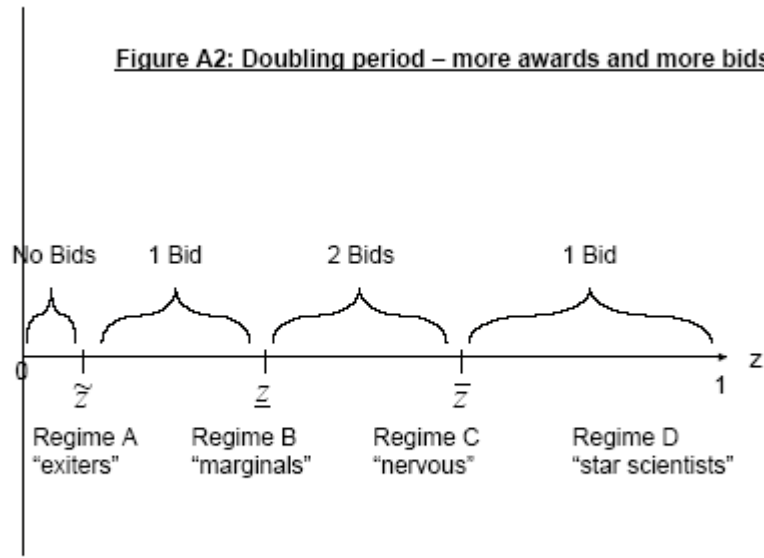 Figure A2: Doubling period – more awards and more bids
No Bids 1 Bid 2 Bids 1 Bid
0 z̃ z̲ z̄ 1 z
Regime A Regime B Regime C Regime D
“exiters” “marginals” “nervous” “star scientists”